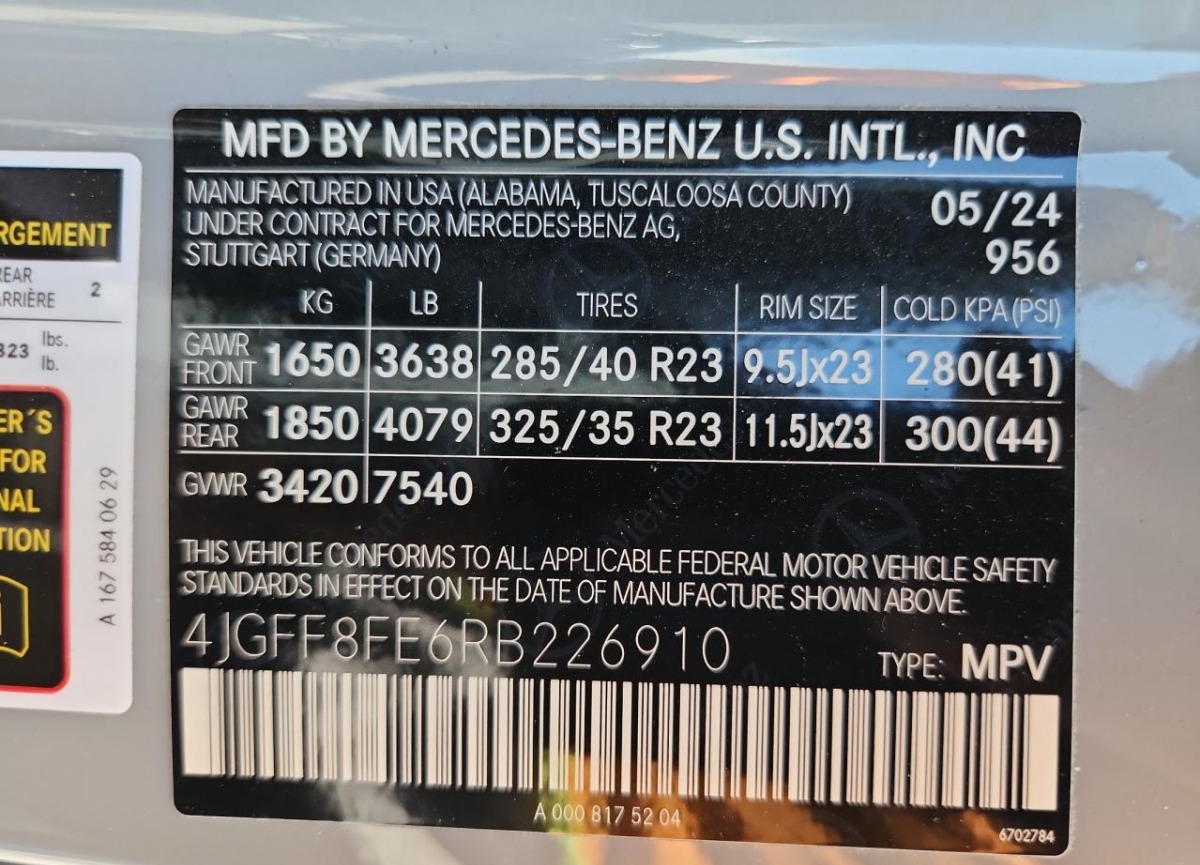 RGEMENT
REAR
ARRIÈRE 2
323 lbs.
lb.
ER´S
FOR
NAL
TION
A 167 584 06 29
MFD BY MERCEDES-BENZ U.S. INTL., INC
MANUFACTURED IN USA (ALABAMA, TUSCALOOSA COUNTY) 05/24
UNDER CONTRACT FOR MERCEDES-BENZ AG,
STUTTGART (GERMANY) 956
KG LB TIRES RIM SIZE COLD KPA (PSI)
GAWR FRONT 1650 3638 285/40 R23 9.5Jx23 280(41)
GAWR REAR 1850 4079 325/35 R23 11.5Jx23 300(44)
GVWR 3420 7540
THIS VEHICLE CONFORMS TO ALL APPLICABLE FEDERAL MOTOR VEHICLE SAFETY
STANDARDS IN EFFECT ON THE DATE OF MANUFACTURE SHOWN ABOVE.
4JGFF8FE6RB226910 TYPE: MPV
A 000 817 52 04
6702784